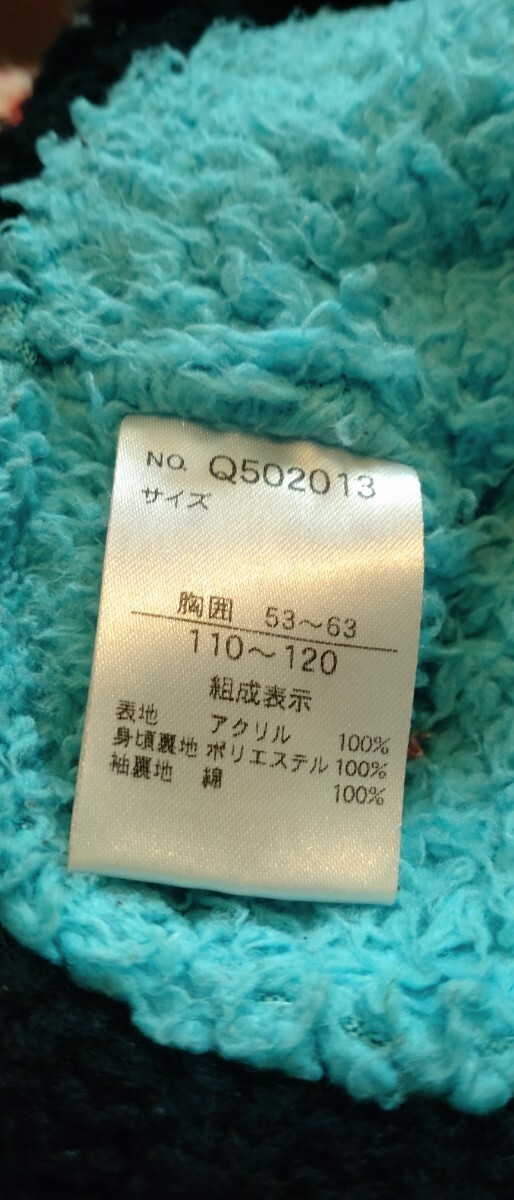 NO. Q502013
サイズ
胸囲 53～63
110～120
組成表示
表地 アクリル 100%
身頃裏地 ポリエステル 100%
袖裏地 綿 100%